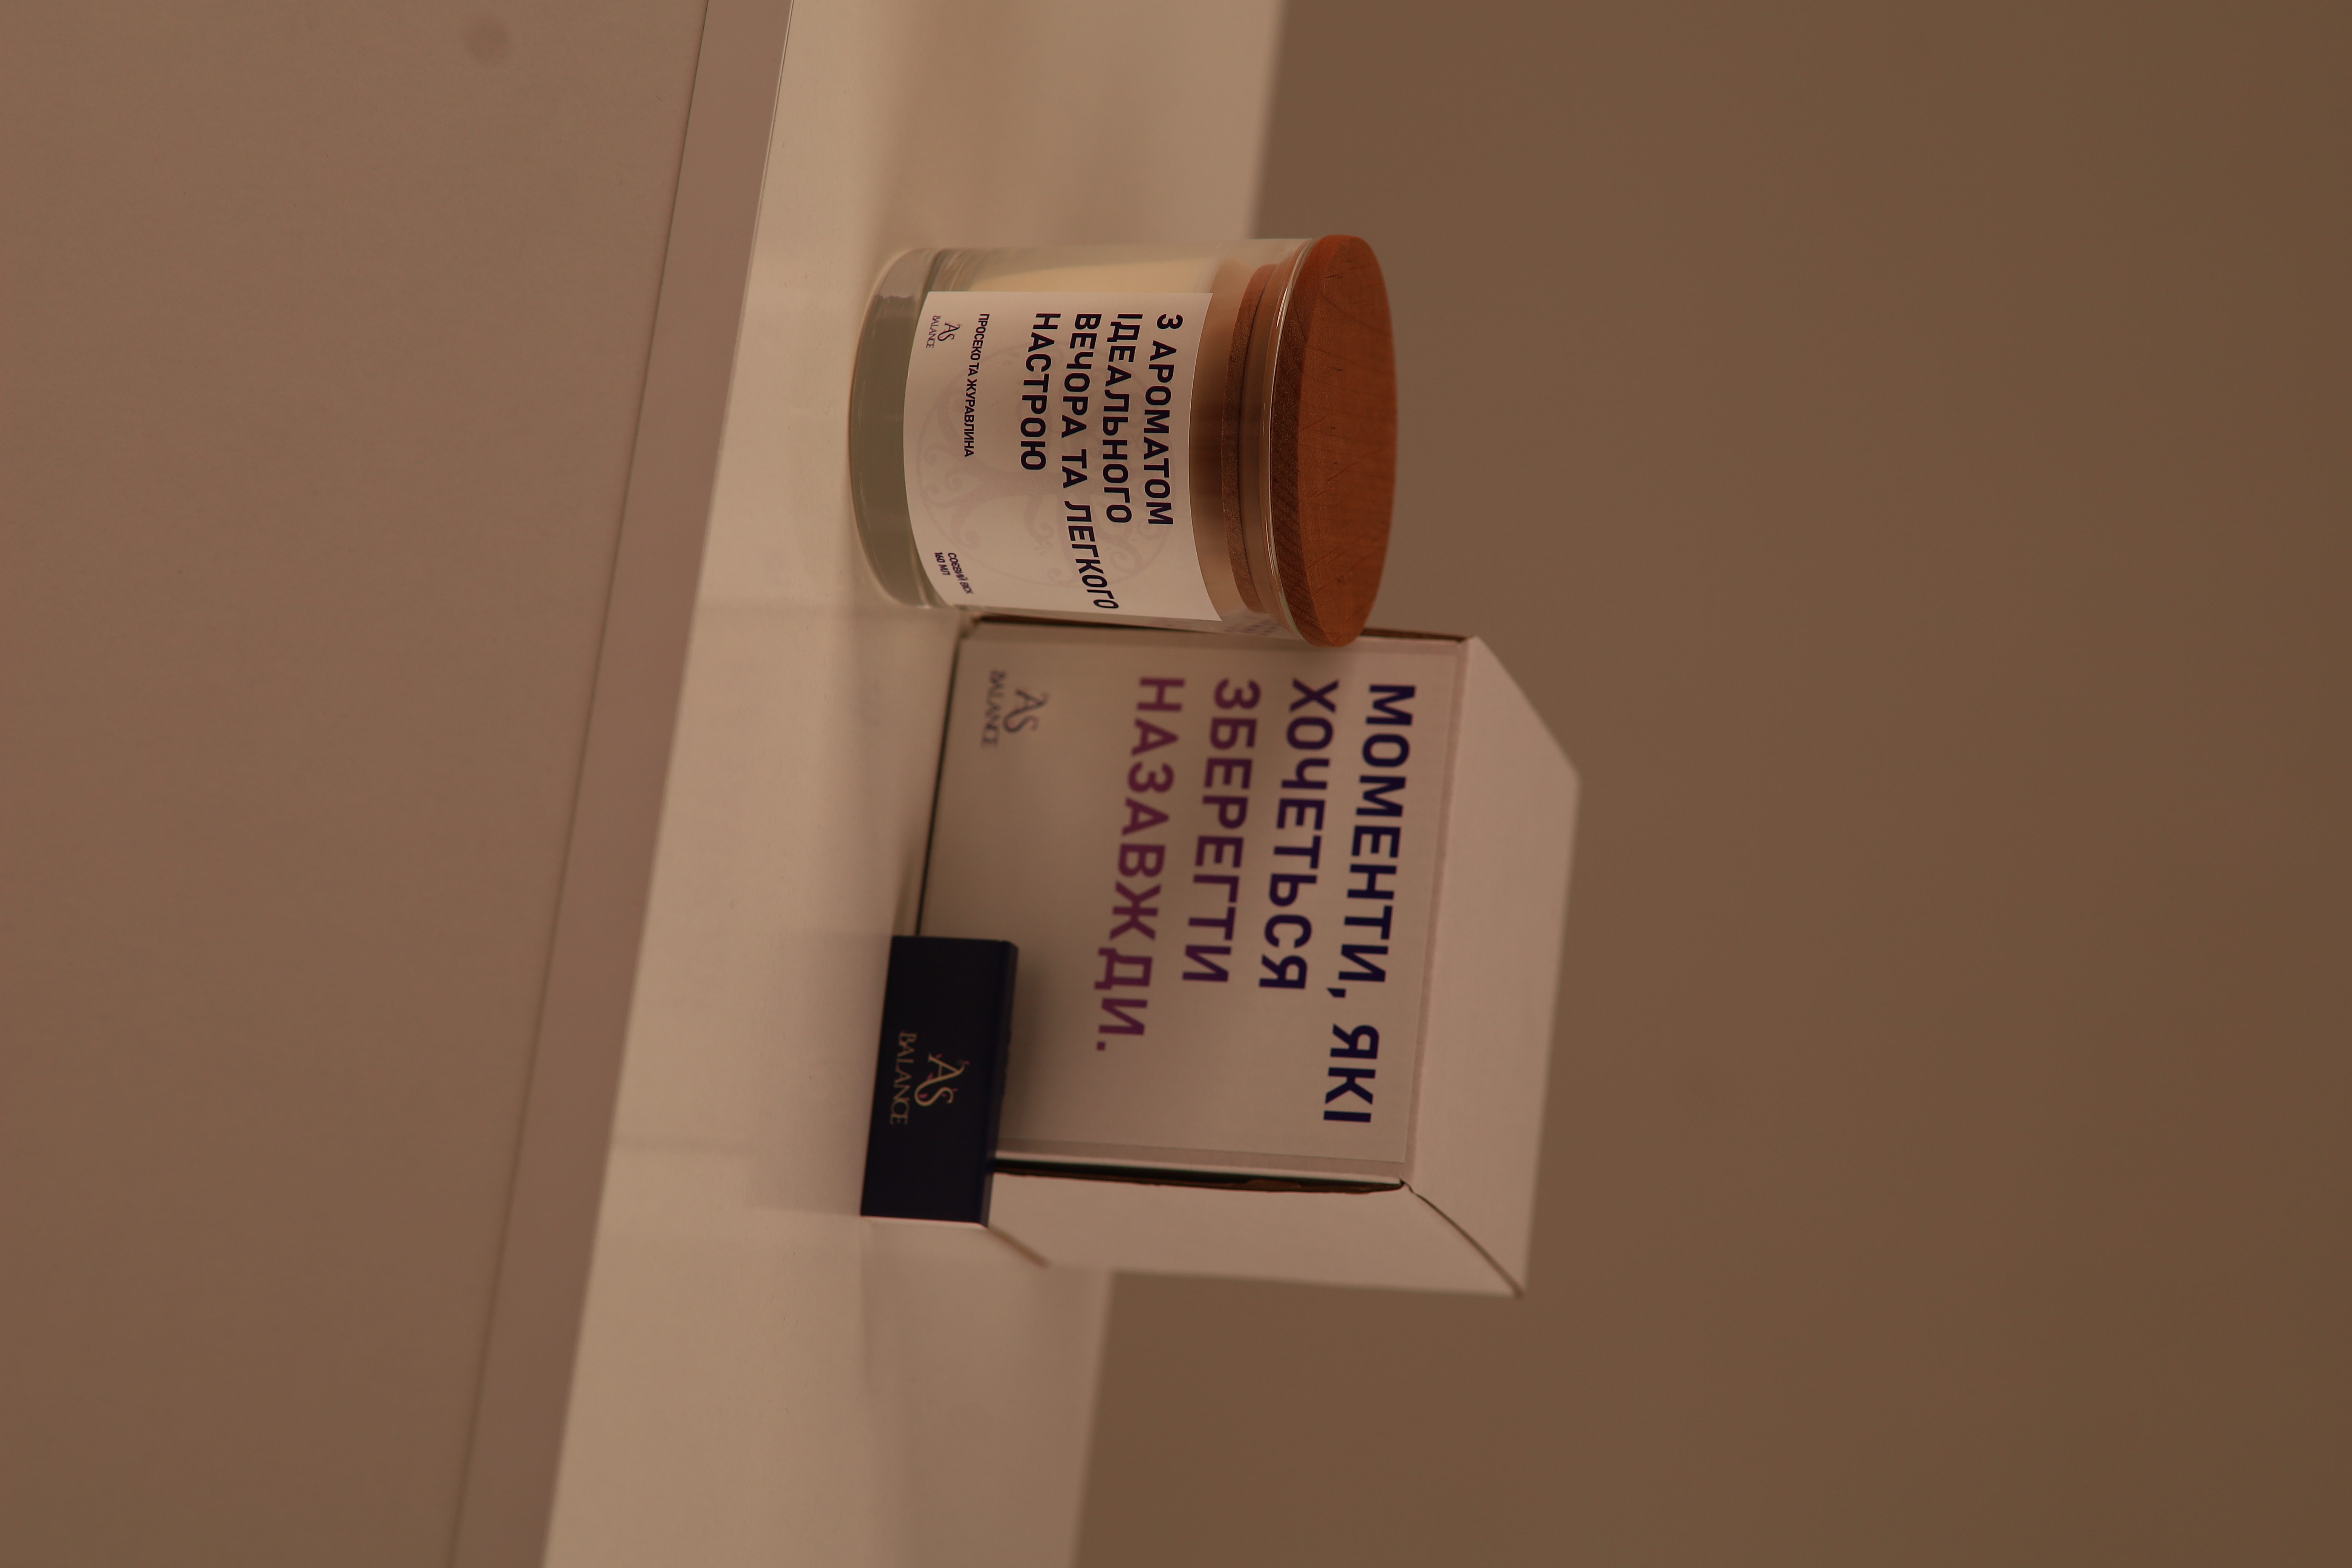 З АРОМАТОМ
ІДЕАЛЬНОГО
ВЕЧОРА ТА ЛЕГКОГО
НАСТРОЮ
ПРОСЕКО ТА ЖУРАВЛИНА
AS
BALANCE
СОЄВИЙ ВІСК
160 МЛ
МОМЕНТИ, ЯКІ
ХОЧЕТЬСЯ
ЗБЕРЕГТИ
НАЗАВЖДИ.
AS
BALANCE
AS
BALANCE